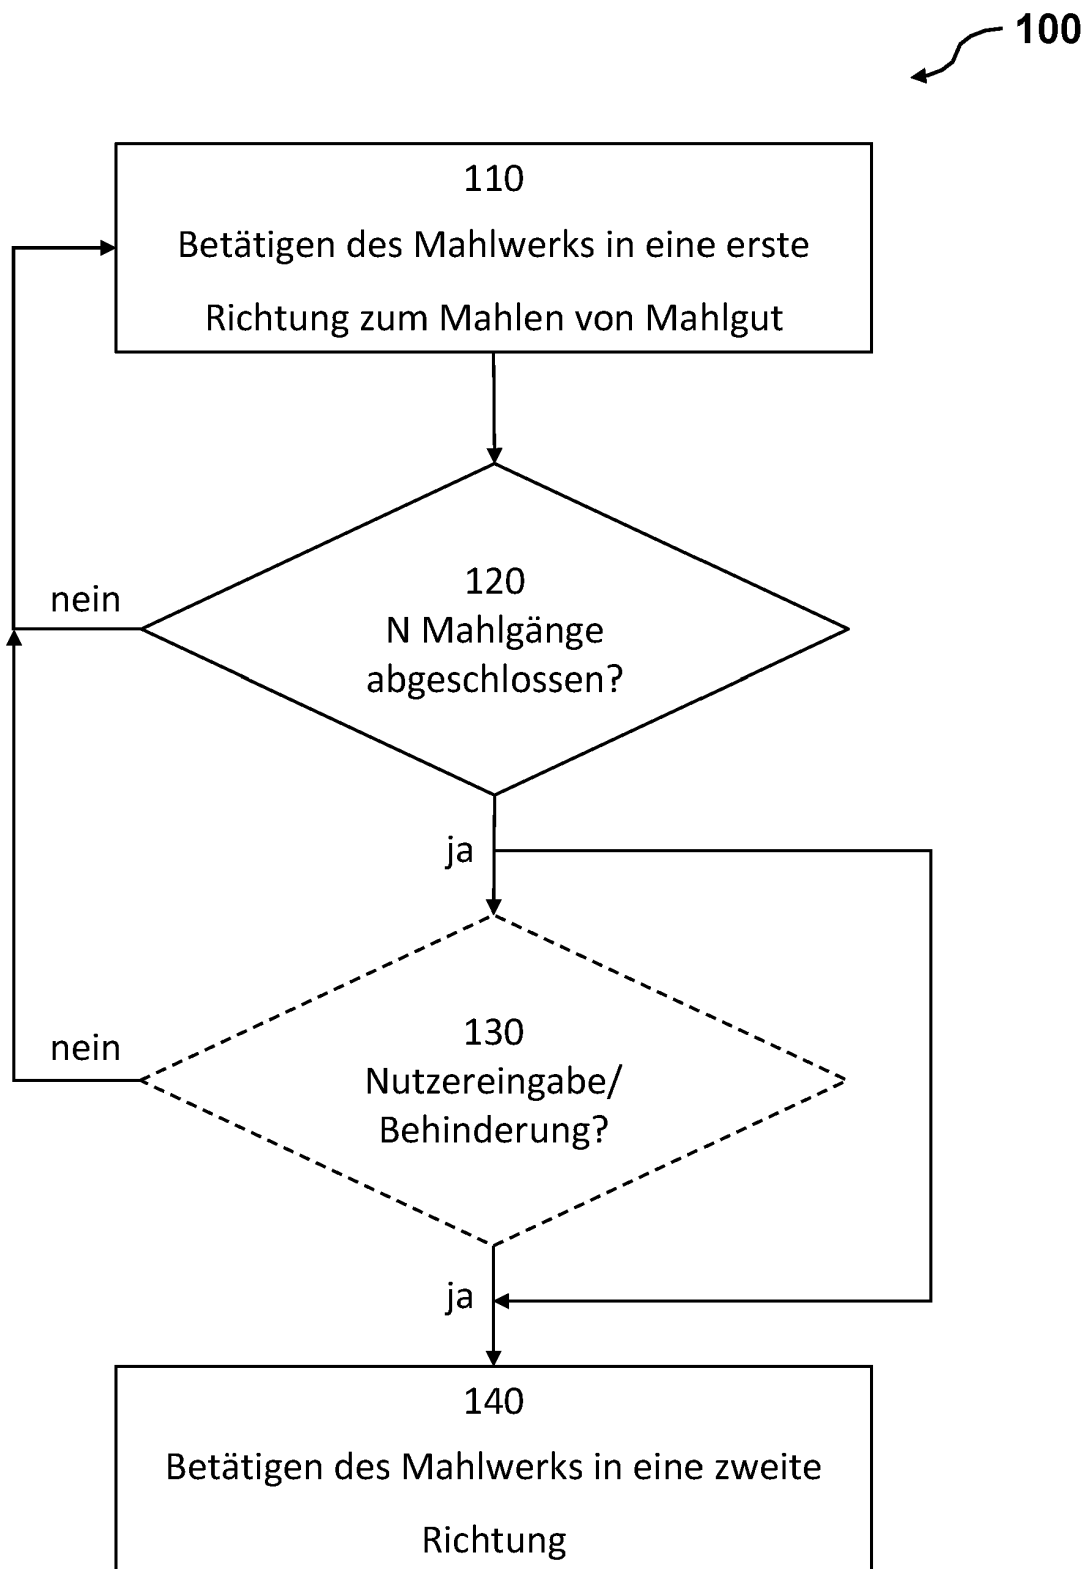 100
110
Betätigen des Mahlwerks in eine erste
Richtung zum Mahlen von Mahlgut
nein
120
N Mahlgänge
abgeschlossen?
ja
nein
130
Nutzereingabe/
Behinderung?
ja
140
Betätigen des Mahlwerks in eine zweite
Richtung